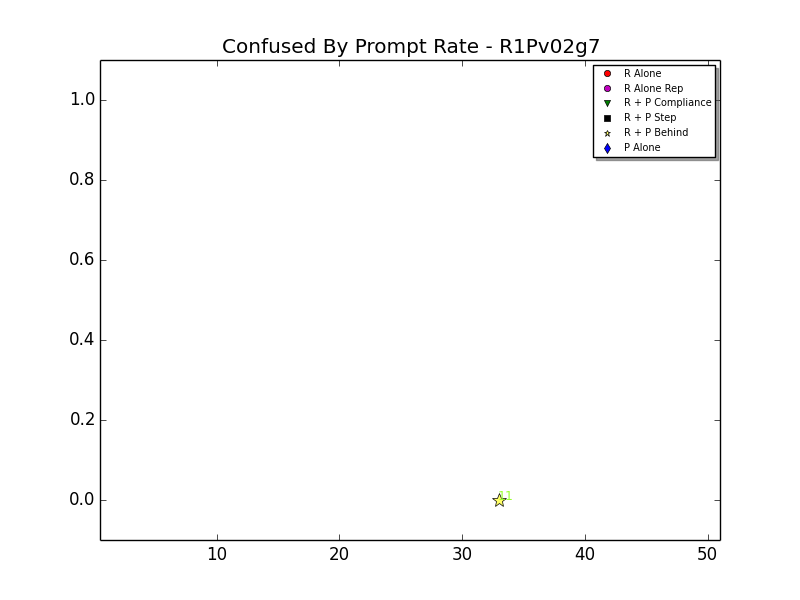 Confused By Prompt Rate - R1Pv02g7
R Alone
R Alone Rep
R + P Compliance
R + P Step
R + P Behind
P Alone
1.0
0.8
0.6
0.4
0.2
0.0
10
20
30
40
50